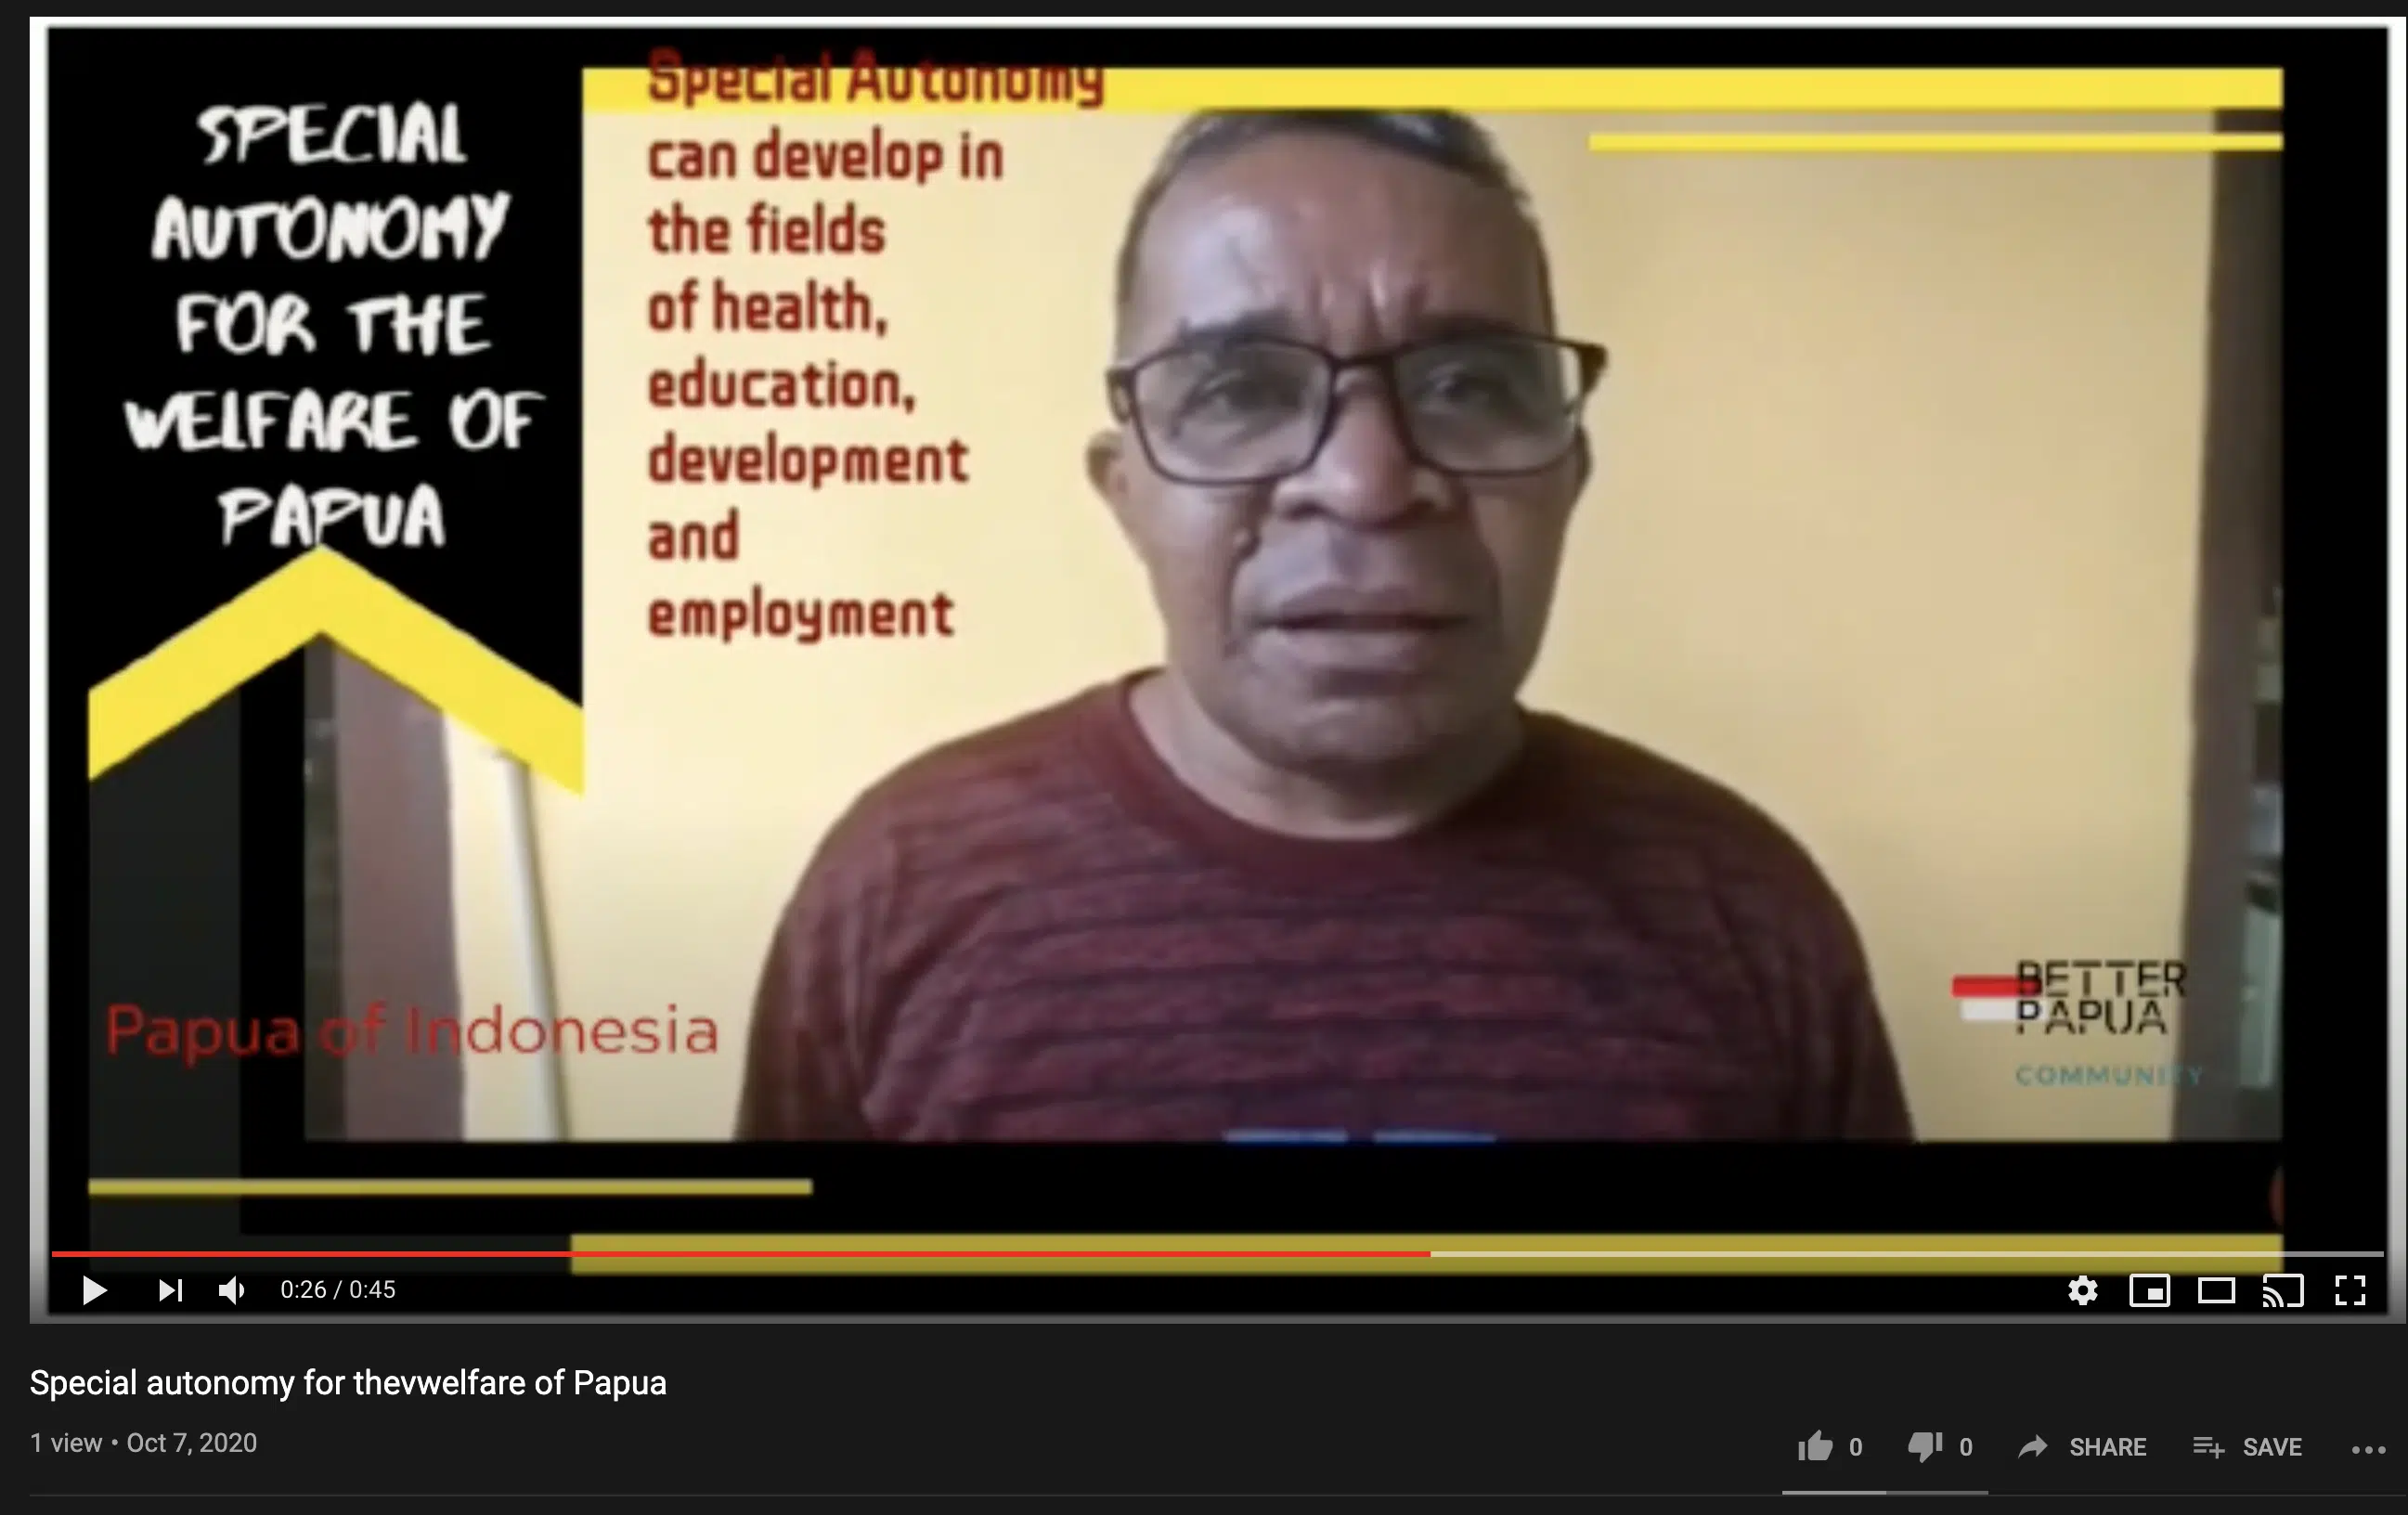 SPECIAL
AUTONOMY
FOR THE
WELFARE OF
PAPUA
Special Autonomy
can develop in
the fields
of health,
education,
development
and
employment
Papua of Indonesia
BETTER
PAPUA
COMMUNITY
0:26 / 0:45
Special autonomy for thevwelfare of Papua
1 view • Oct 7, 2020
0
0
SHARE
SAVE